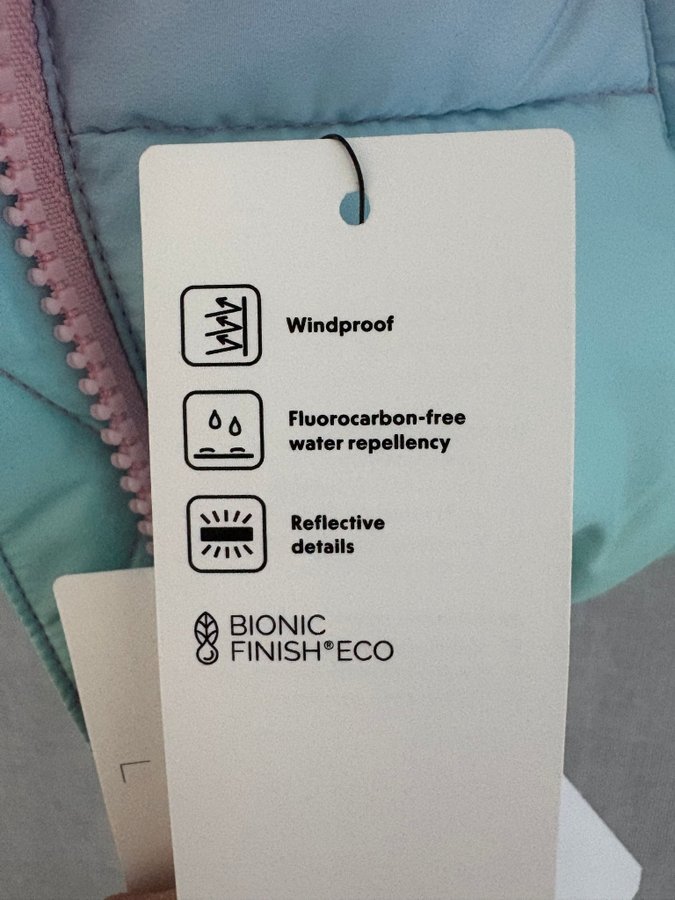 Windproof
Fluorocarbon-free
water repellency
Reflective
details
BIONIC
FINISH®ECO